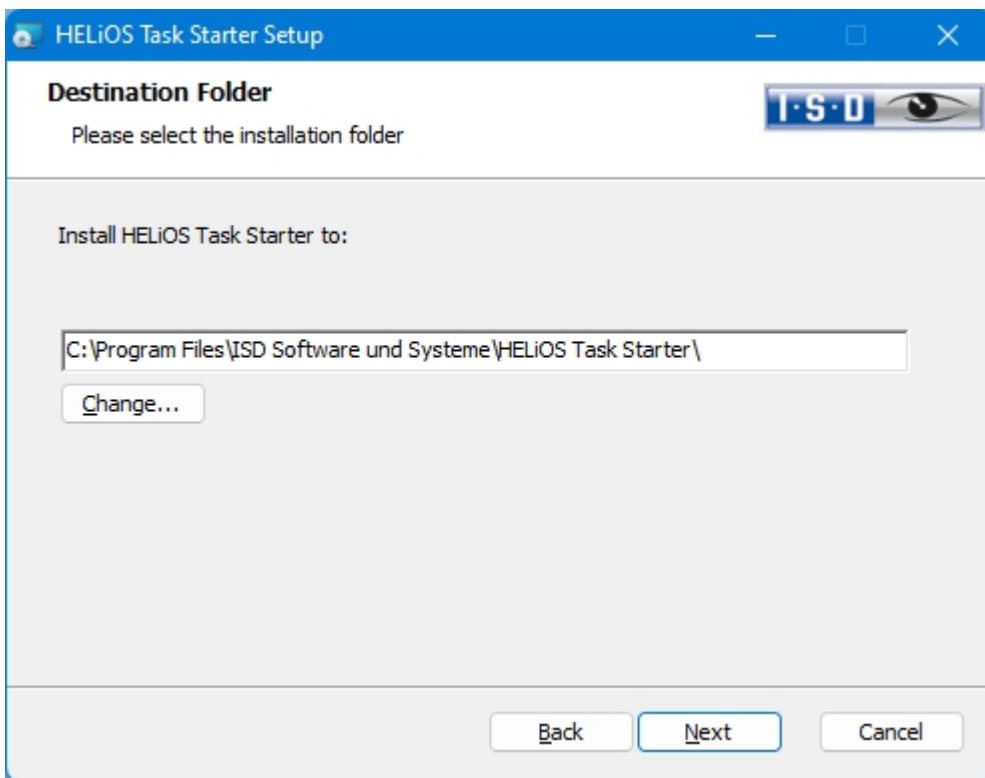 HELiOS Task Starter Setup
Destination Folder
I·S·D
Please select the installation folder
Install HELiOS Task Starter to:
C:\Program Files\ISD Software und Systeme\HELiOS Task Starter\
Change...
Back Next Cancel